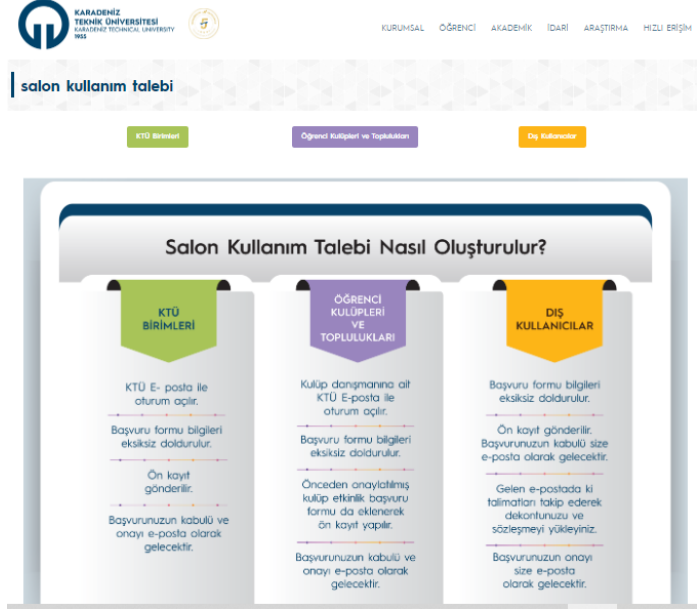 KARADENİZ
TEKNİK ÜNİVERSİTESİ
KARADENİZ TECHNICAL UNIVERSITY
1955
KURUMSAL ÖĞRENCİ AKADEMİK İDARİ ARAŞTIRMA HIZLI ERİŞİM
salon kullanım talebi
KTÜ Birimleri
Öğrenci Kulüpleri ve Toplulukları
Dış Kullanıcılar
Salon Kullanım Talebi Nasıl Oluşturulur?
KTÜ
BİRİMLERİ
KTÜ E- posta ile
oturum açılır.
Başvuru formu bilgileri
eksiksiz doldurulur.
Ön kayıt
gönderilir.
Başvurunuzun kabulü ve
onayı e-posta olarak
gelecektir.
ÖĞRENCİ
KULÜPLERİ
VE
TOPLULUKLARI
Kulüp danışmanına ait
KTÜ E-posta ile
oturum açılır.
Başvuru formu bilgileri
eksiksiz doldurulur.
Önceden onaylatılmış
kulüp etkinlik başvuru
formu da eklenerek
ön kayıt yapılır.
Başvurunuzun kabulü ve
onayı e-posta olarak
gelecektir.
DIŞ
KULLANICILAR
Başvuru formu bilgileri
eksiksiz doldurulur.
Ön kayıt gönderilir.
Başvurunuzun kabulü size
e-posta olarak gelecektir.
Gelen e-postada ki
talimatları takip ederek
dekontunuzu ve
sözleşmeyi yükleyiniz.
Başvurunuzun onayı
size e-posta
olarak gelecektir.